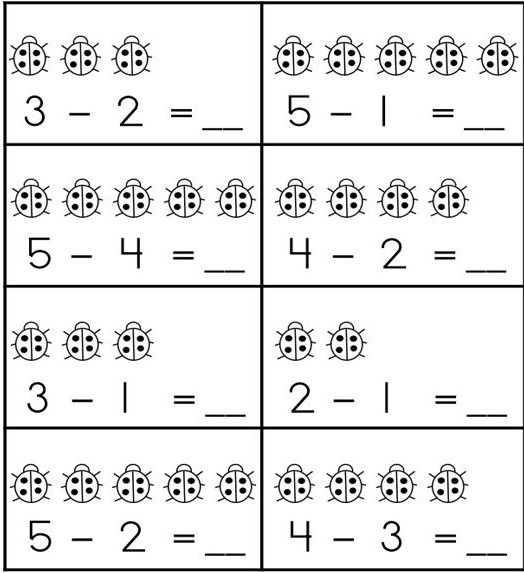 3 - 2 = __
5 - 1 = __
5 - 4 = __
4 - 2 = __
3 - 1 = __
2 - 1 = __
5 - 2 = __
4 - 3 = __